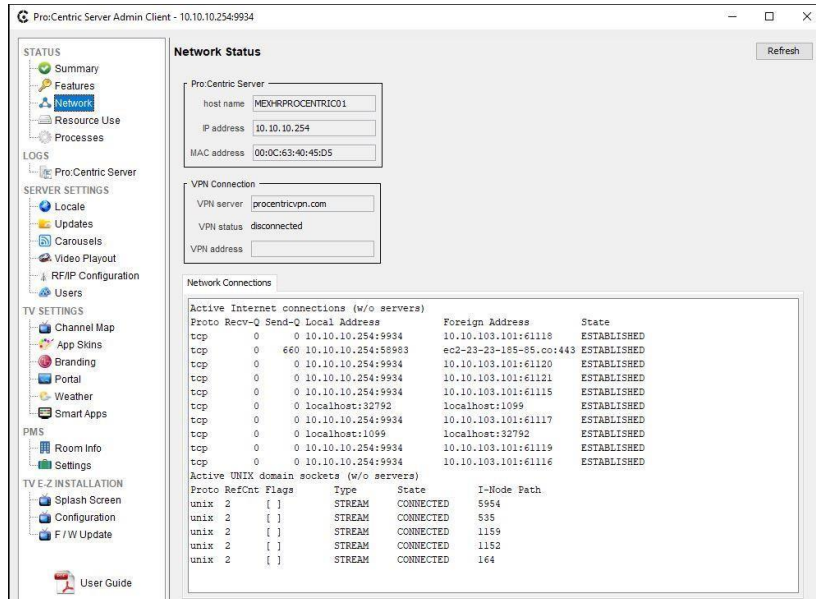 Pro:Centric Server Admin Client - 10.10.10.254:9934
STATUS
Summary
Features
Network
Resource Use
Processes
LOGS
Pro:Centric Server
SERVER SETTINGS
Locale
Updates
Carousels
Video Playout
RF/IP Configuration
Users
TV SETTINGS
Channel Map
App Skins
Branding
Portal
Weather
Smart Apps
PMS
Room Info
Settings
TV E-Z INSTALLATION
Splash Screen
Configuration
F / W Update
User Guide
Network Status
Refresh
Pro:Centric Server
host name MEXHRPROCENTRIC01
IP address 10.10.10.254
MAC address 00:0C:63:40:45:D5
VPN Connection
VPN server procentricvpn.com
VPN status disconnected
VPN address
Network Connections
Active Internet connections (w/o servers)
Proto Recv-Q Send-Q Local Address Foreign Address State
tcp 0 0 10.10.10.254:9934 10.10.103.101:61118 ESTABLISHED
tcp 0 660 10.10.10.254:58983 ec2-23-23-185-85.co:443 ESTABLISHED
tcp 0 0 10.10.10.254:9934 10.10.103.101:61120 ESTABLISHED
tcp 0 0 10.10.10.254:9934 10.10.103.101:61121 ESTABLISHED
tcp 0 0 10.10.10.254:9934 10.10.103.101:61115 ESTABLISHED
tcp 0 0 localhost:32792 localhost:1099 ESTABLISHED
tcp 0 0 10.10.10.254:9934 10.10.103.101:61117 ESTABLISHED
tcp 0 0 localhost:1099 localhost:32792 ESTABLISHED
tcp 0 0 10.10.10.254:9934 10.10.103.101:61119 ESTABLISHED
tcp 0 0 10.10.10.254:9934 10.10.103.101:61116 ESTABLISHED
Active UNIX domain sockets (w/o servers)
Proto RefCnt Flags Type State I-Node Path
unix 2 [ ] STREAM CONNECTED 5954
unix 2 [ ] STREAM CONNECTED 535
unix 2 [ ] STREAM CONNECTED 1159
unix 2 [ ] STREAM CONNECTED 1152
unix 2 [ ] STREAM CONNECTED 164